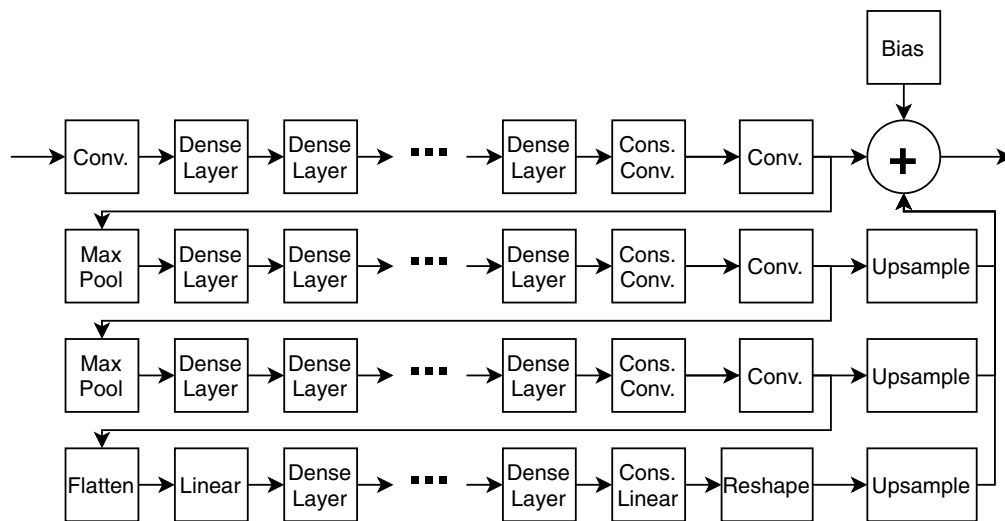 Bias
Conv.
Dense
Layer
Dense
Layer
...
Dense
Layer
Cons.
Conv.
Conv.
+
Max
Pool
Dense
Layer
Dense
Layer
...
Dense
Layer
Cons.
Conv.
Conv.
Upsample
Max
Pool
Dense
Layer
Dense
Layer
...
Dense
Layer
Cons.
Conv.
Conv.
Upsample
Flatten
Linear
Dense
Layer
...
Dense
Layer
Cons.
Linear
Reshape
Upsample